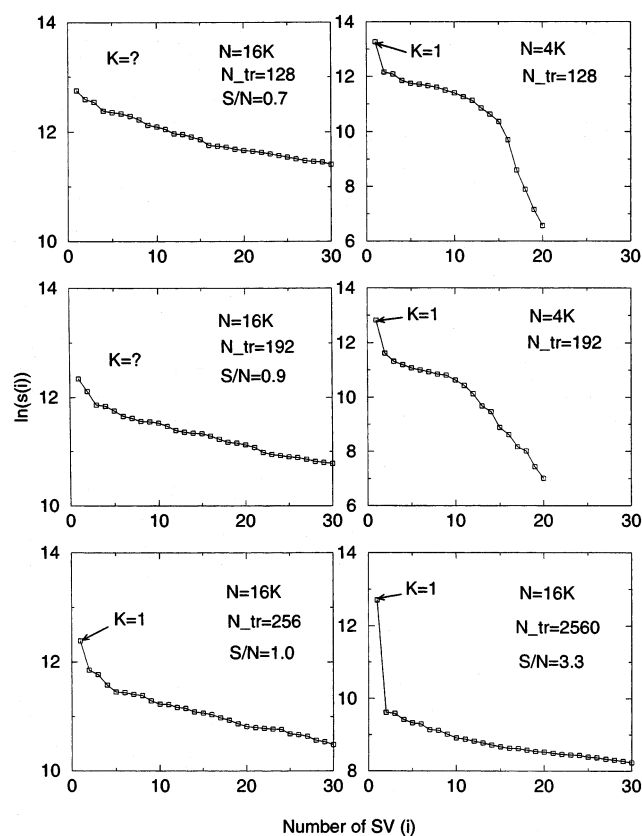 14
K=?
N=16K
N_tr=128
S/N=0.7
12
10
0
10
20
30
14
K=1
N=4K
N_tr=128
12
10
8
6
0
10
20
30
ln(s(i))
14
N=16K
N_tr=192
K=?
S/N=0.9
12
10
0
10
20
30
14
K=1
N=4K
N_tr=192
12
10
8
6
0
10
20
30
14
K=1
N=16K
N_tr=256
S/N=1.0
12
10
0
10
20
30
14
K=1
N=16K
N_tr=2560
S/N=3.3
12
10
8
0
10
20
30
Number of SV (i)